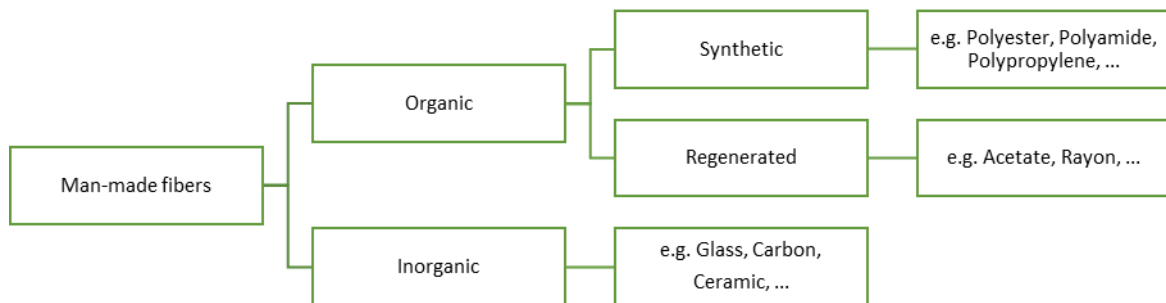 Man-made fibers
Organic
Synthetic
e.g. Polyester, Polyamide,
Polypropylene, ...
Regenerated
e.g. Acetate, Rayon, ...
Inorganic
e.g. Glass, Carbon,
Ceramic, ...